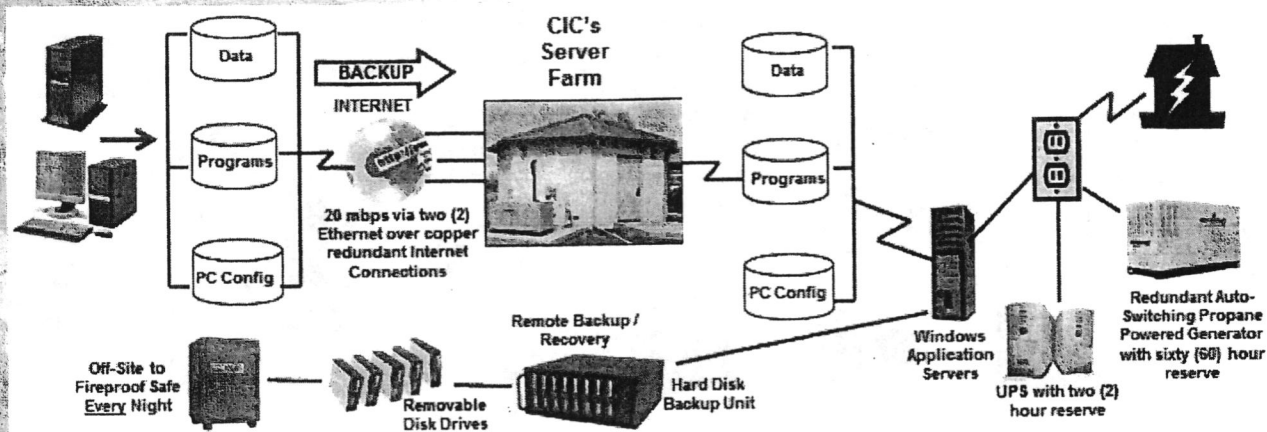 CIC's
Server
Farm
Data
BACKUP
INTERNET
Data
Programs
Programs
20 mbps via two (2)
Ethernet over copper
redundant Internet
Connections
PC Config
PC Config
Windows
Application
Servers
Redundant Auto-
Switching Propane
Powered Generator
with sixty (60) hour
reserve
UPS with two (2)
hour reserve
Remote Backup /
Recovery
Hard Disk
Backup Unit
Removable
Disk Drives
Off-Site to
Fireproof Safe
Every Night